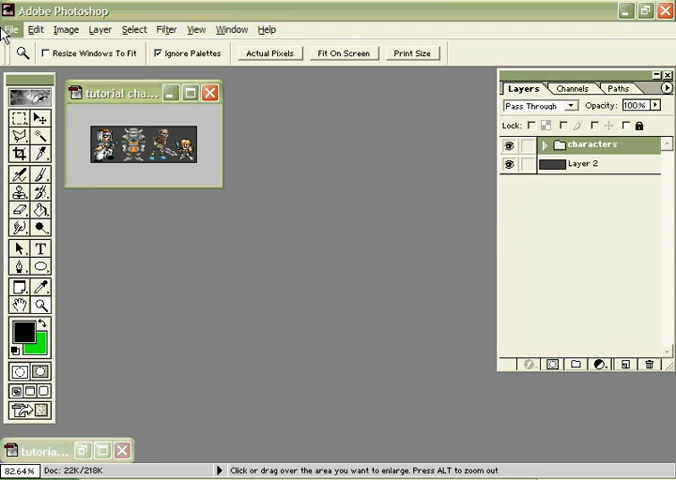 Adobe Photoshop
File Edit Image Layer Select Filter View Window Help
Resize Windows To Fit Ignore Palettes Actual Pixels Fit On Screen Print Size
tutorial cha...
Layers Channels Paths
Pass Through Opacity: 100%
Lock:
characters
Layer 2
T
tutoria...
82.64% Doc: 22K/218K Click or drag over the area you want to enlarge. Press ALT to zoom out